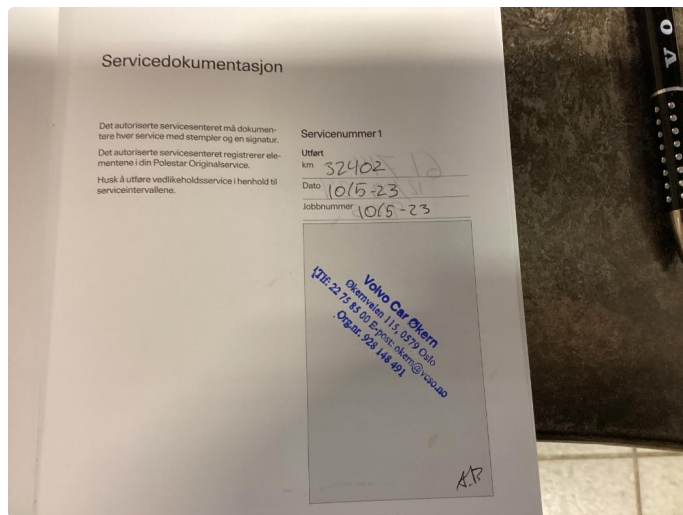 Servicedokumentasjon
Det autoriserte servicesenteret må dokumen-
tere hver service med stempler og en signatur.
Det autoriserte servicesenteret registrerer ele-
mentene i din Polestar Originalservice.
Husk å utføre vedlikeholdsservice i henhold til
serviceintervallene.
Servicenummer 1
Utført
km 32402
Dato 10/5-23
Jobbnummer 10/5-23
Volvo Car Økern
Økernveien 115, 0579 Oslo
Tlf: 22 75 85 00 E-post: okern@vcso.no
Org.nr. 928 148 491
A.B.
V O